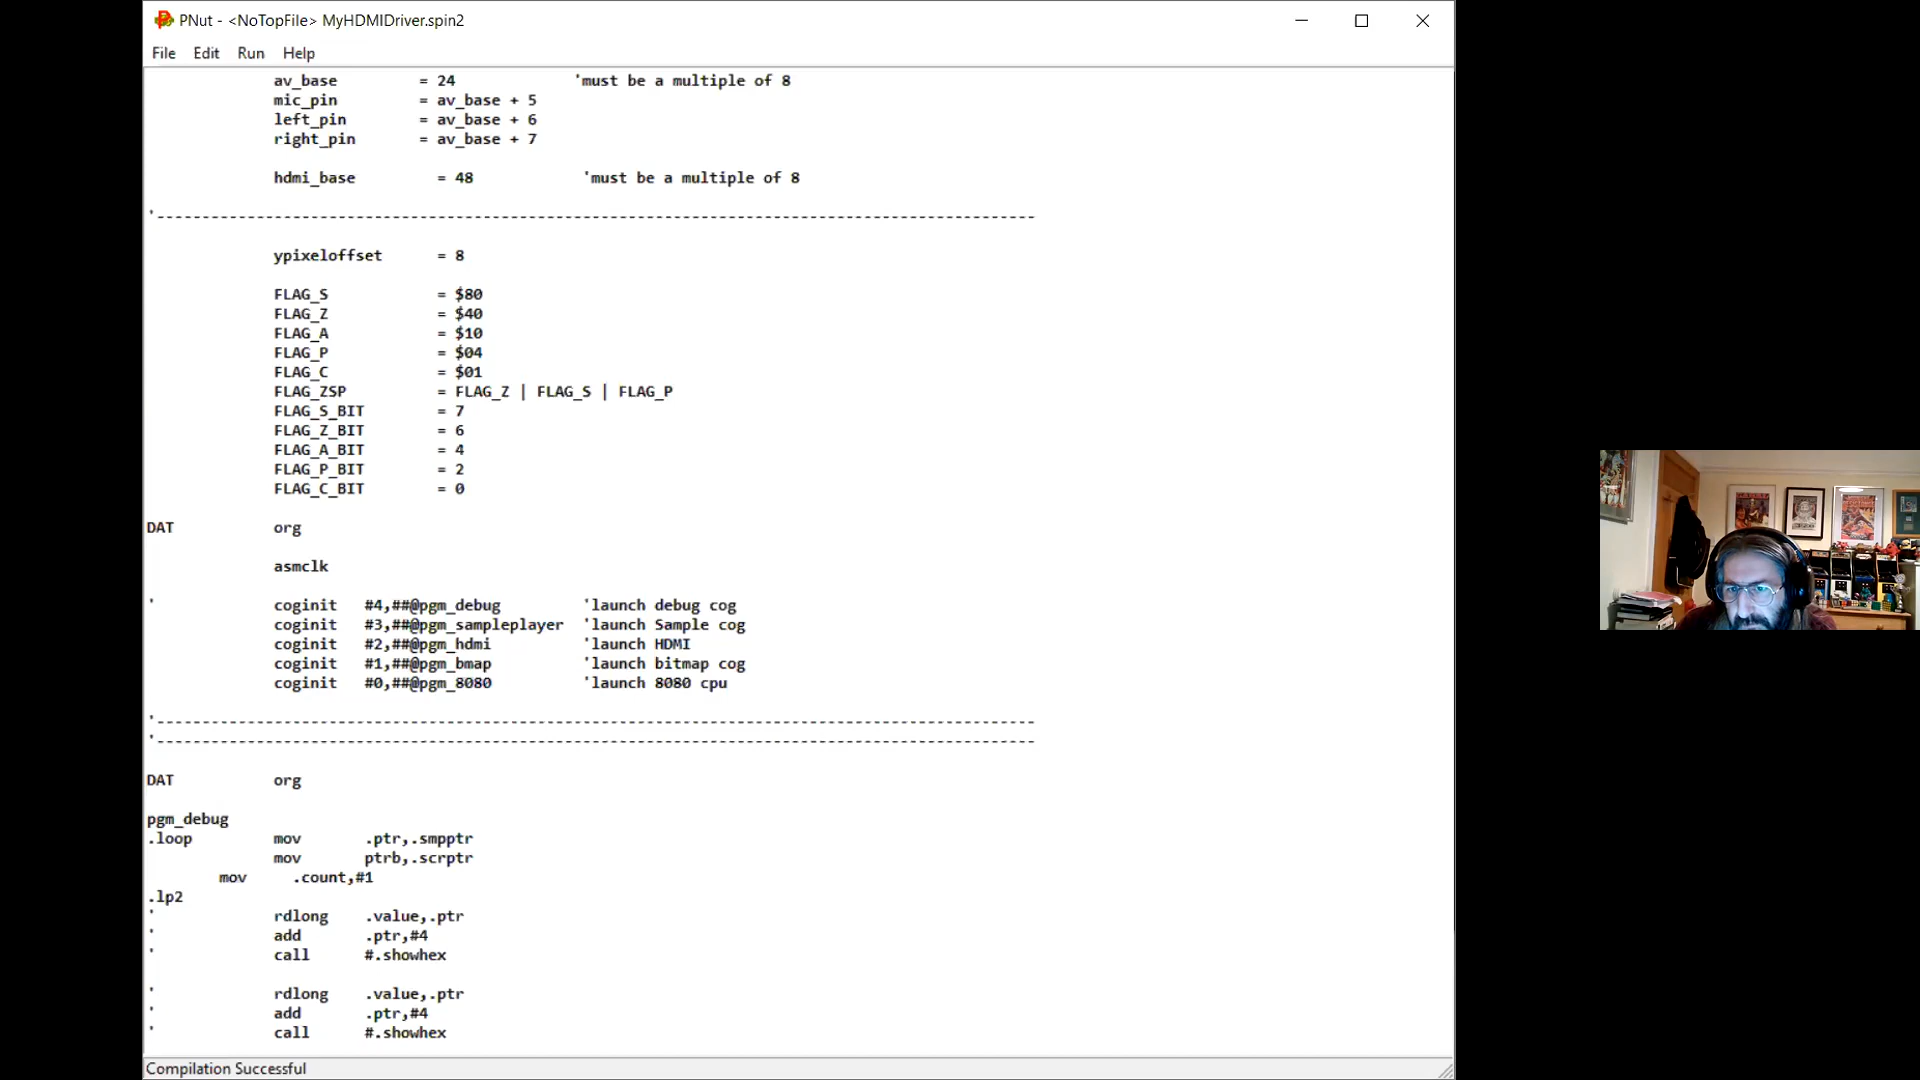 PNut - <NoTopFile> MyHDMIDriver.spin2
File Edit Run Help
av_base = 24 'must be a multiple of 8
mic_pin = av_base + 5
left_pin = av_base + 6
right_pin = av_base + 7
hdmi_base = 48 'must be a multiple of 8
'-------------------------------------------------------------------------------------------------
ypixeloffset = 8
FLAG_S = $80
FLAG_Z = $40
FLAG_A = $10
FLAG_P = $04
FLAG_C = $01
FLAG_ZSP = FLAG_Z | FLAG_S | FLAG_P
FLAG_S_BIT = 7
FLAG_Z_BIT = 6
FLAG_A_BIT = 4
FLAG_P_BIT = 2
FLAG_C_BIT = 0
DAT org
asmclk
' coginit #4,##@pgm_debug 'launch debug cog
coginit #3,##@pgm_sampleplayer 'launch Sample cog
coginit #2,##@pgm_hdmi 'launch HDMI
coginit #1,##@pgm_bmap 'launch bitmap cog
coginit #0,##@pgm_8080 'launch 8080 cpu
'-------------------------------------------------------------------------------------------------
'-------------------------------------------------------------------------------------------------
DAT org
pgm_debug
.loop mov .ptr,.smpptr
mov ptrb,.scrptr
mov .count,#1
.lp2
' rdlong .value,.ptr
' add .ptr,#4
' call #.showhex
' rdlong .value,.ptr
' add .ptr,#4
' call #.showhex
Compilation Successful